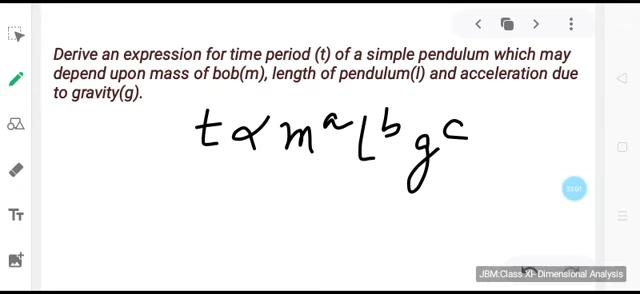 Derive an expression for time period (t) of a simple pendulum which may
depend upon mass of bob(m), length of pendulum(l) and acceleration due
to gravity(g).
t ∝ m^a l^b g^c
TT
JBM:Class XI-Dimensional Analysis